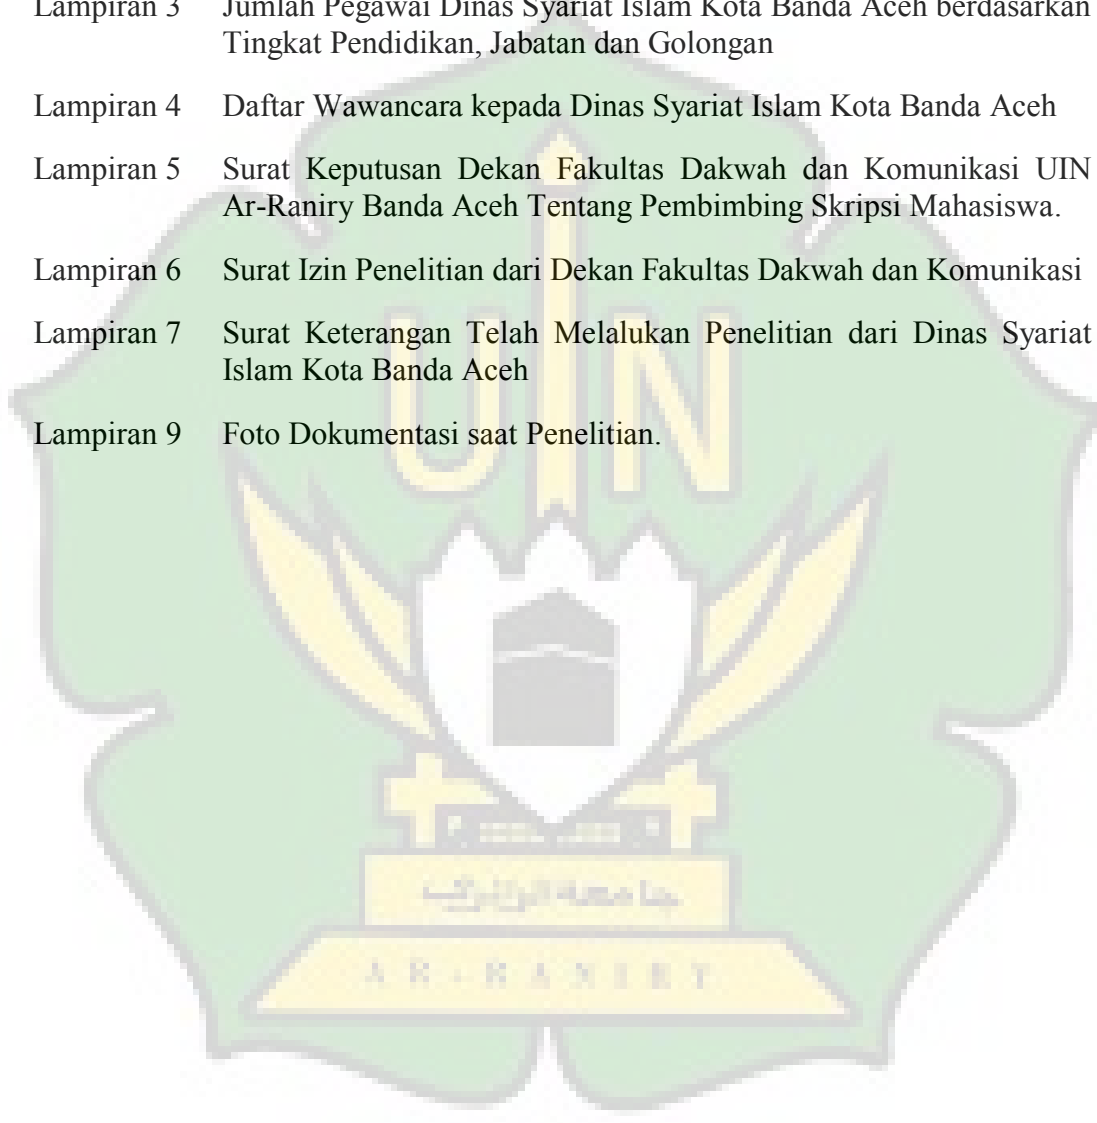 Lampiran 3 Jumlah Pegawai Dinas Syariat Islam Kota Banda Aceh berdasarkan
Tingkat Pendidikan, Jabatan dan Golongan
Lampiran 4 Daftar Wawancara kepada Dinas Syariat Islam Kota Banda Aceh
Lampiran 5 Surat Keputusan Dekan Fakultas Dakwah dan Komunikasi UIN
Ar-Raniry Banda Aceh Tentang Pembimbing Skripsi Mahasiswa.
Lampiran 6 Surat Izin Penelitian dari Dekan Fakultas Dakwah dan Komunikasi
Lampiran 7 Surat Keterangan Telah Melalukan Penelitian dari Dinas Syariat
Islam Kota Banda Aceh
Lampiran 9 Foto Dokumentasi saat Penelitian.
UIN
جامعة الرانيري
AR-RANIRY